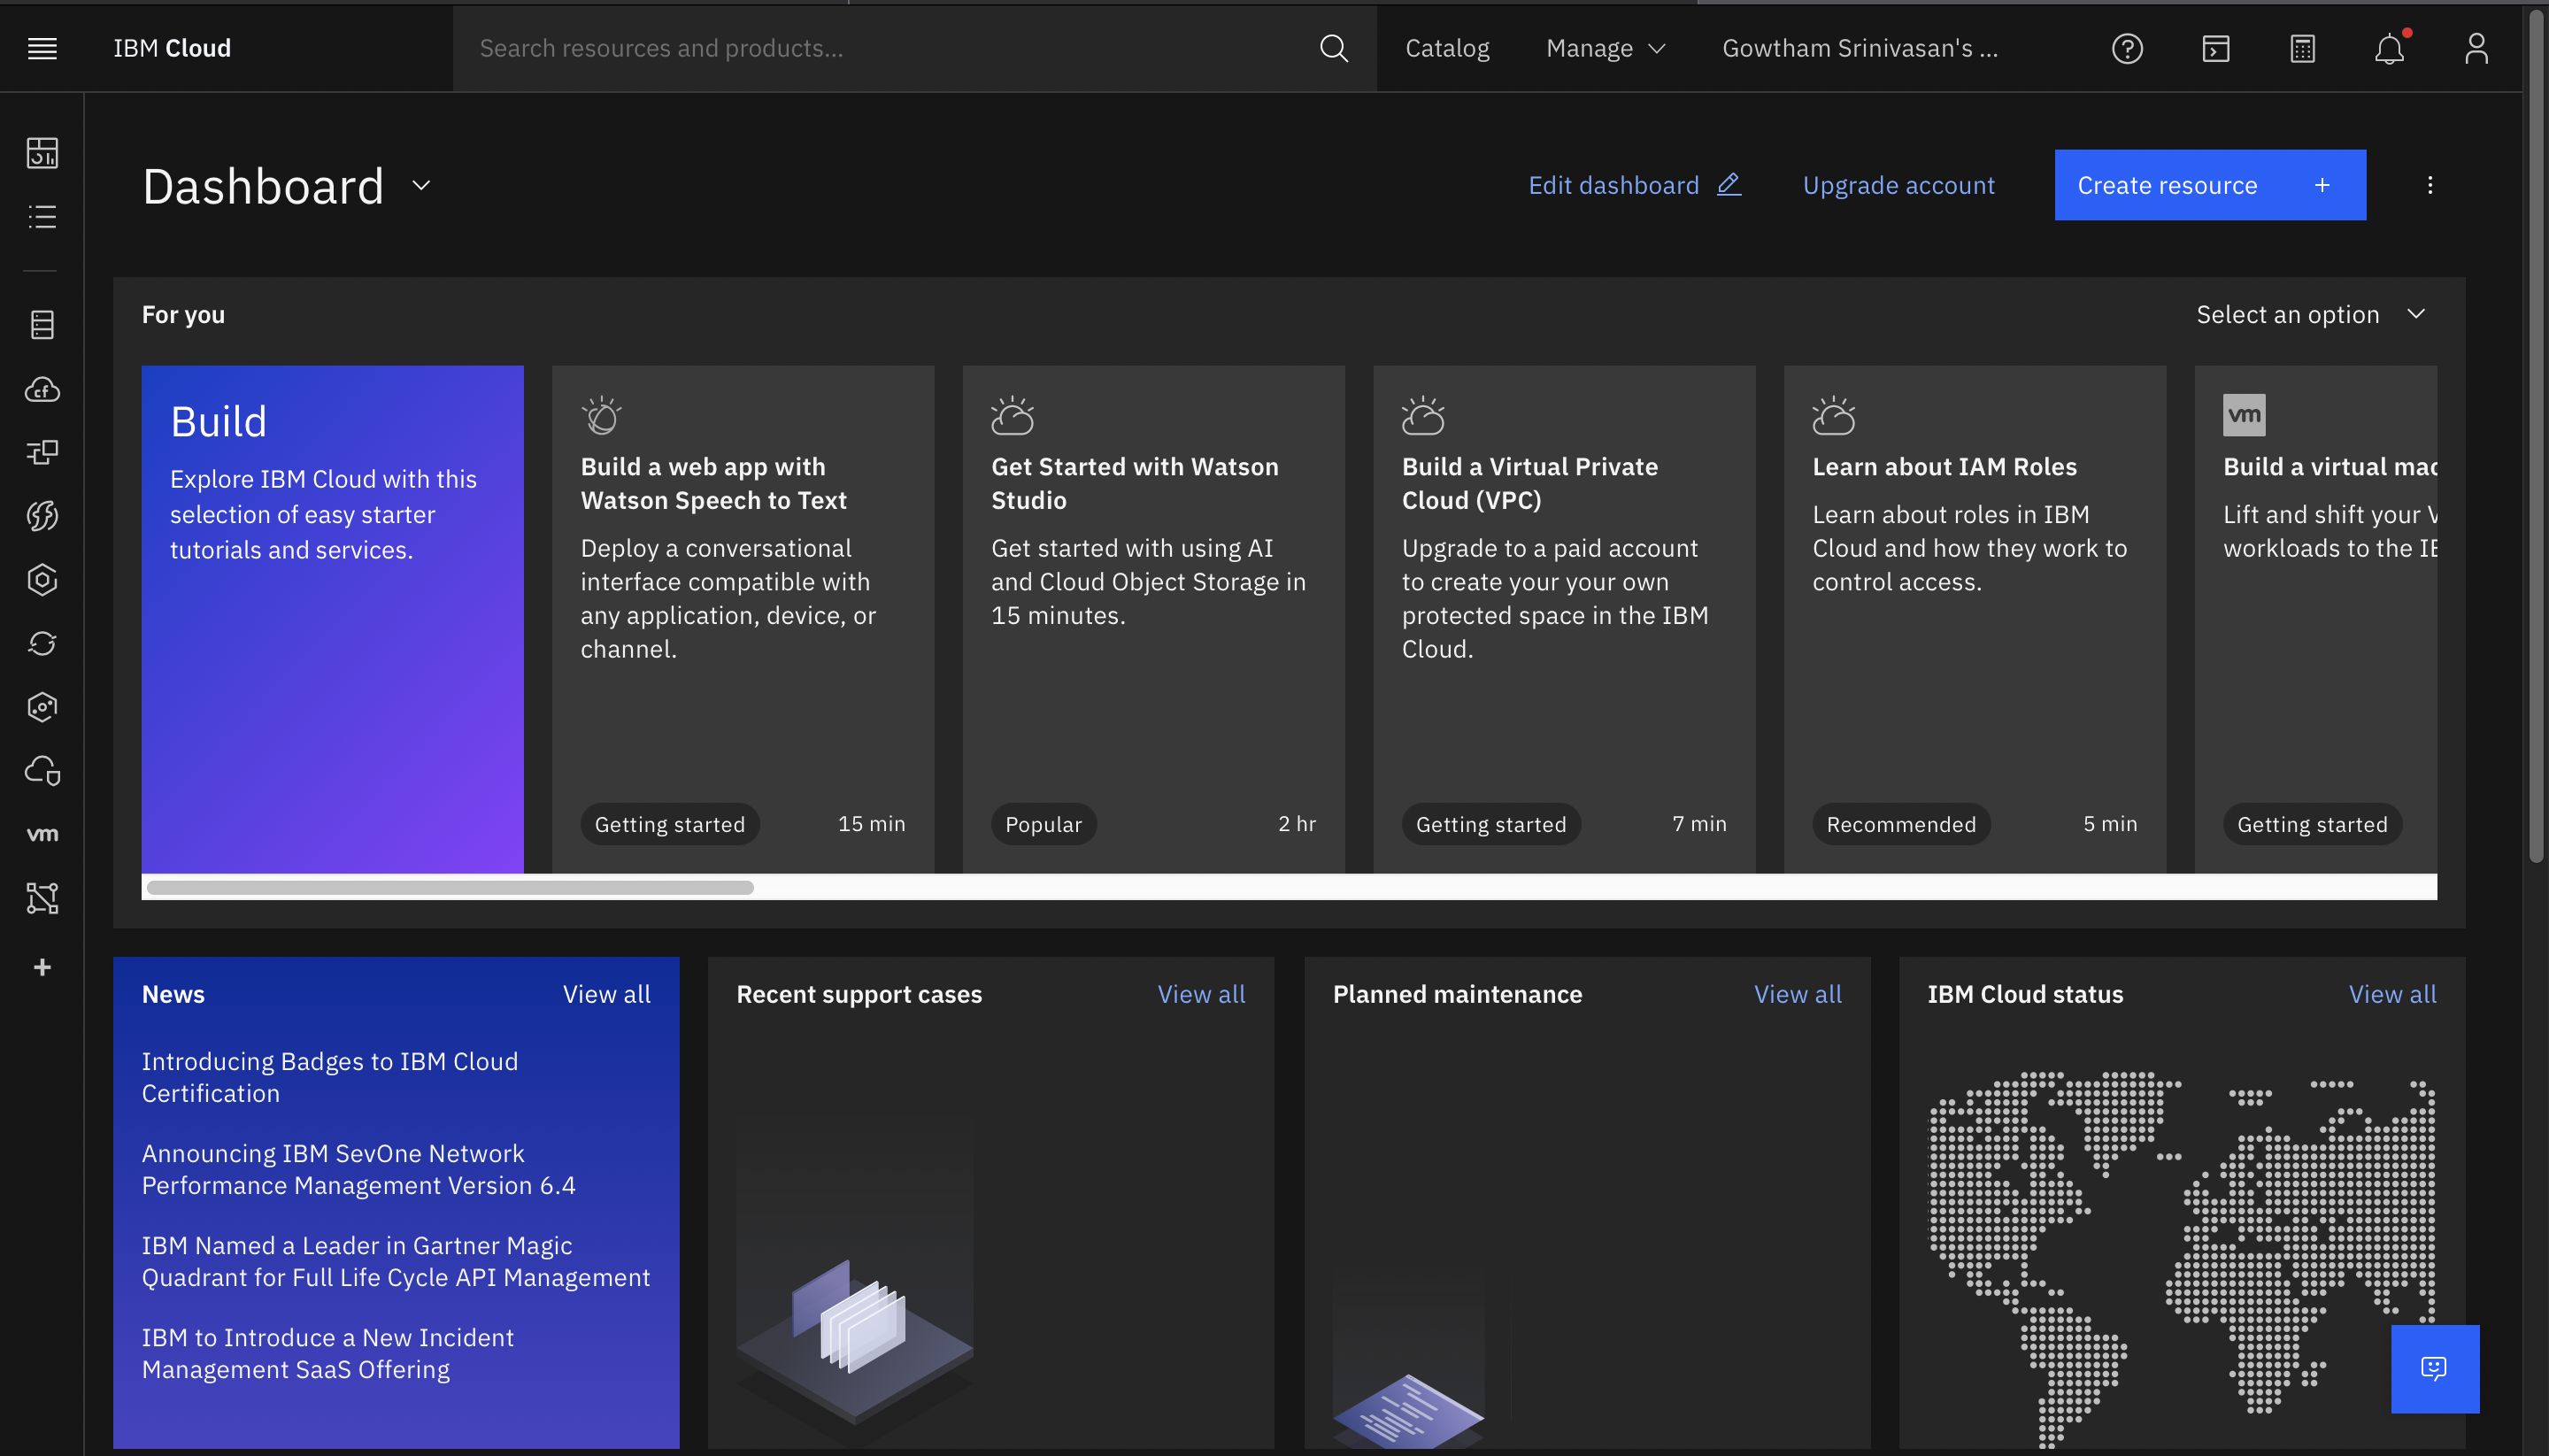 IBM Cloud
Search resources and products...
Catalog
Manage
Gowtham Srinivasan's ...
Dashboard
Edit dashboard
Upgrade account
Create resource +
For you
Select an option
Build
Explore IBM Cloud with this
selection of easy starter
tutorials and services.
Build a web app with
Watson Speech to Text
Deploy a conversational
interface compatible with
any application, device, or
channel.
Getting started
15 min
Get Started with Watson
Studio
Get started with using AI
and Cloud Object Storage in
15 minutes.
Popular
2 hr
Build a Virtual Private
Cloud (VPC)
Upgrade to a paid account
to create your your own
protected space in the IBM
Cloud.
Getting started
7 min
Learn about IAM Roles
Learn about roles in IBM
Cloud and how they work to
control access.
Recommended
5 min
vm
Build a virtual mac
Lift and shift your V
workloads to the IB
Getting started
cf
vm
News
View all
Introducing Badges to IBM Cloud
Certification
Announcing IBM SevOne Network
Performance Management Version 6.4
IBM Named a Leader in Gartner Magic
Quadrant for Full Life Cycle API Management
IBM to Introduce a New Incident
Management SaaS Offering
Recent support cases
View all
Planned maintenance
View all
IBM Cloud status
View all